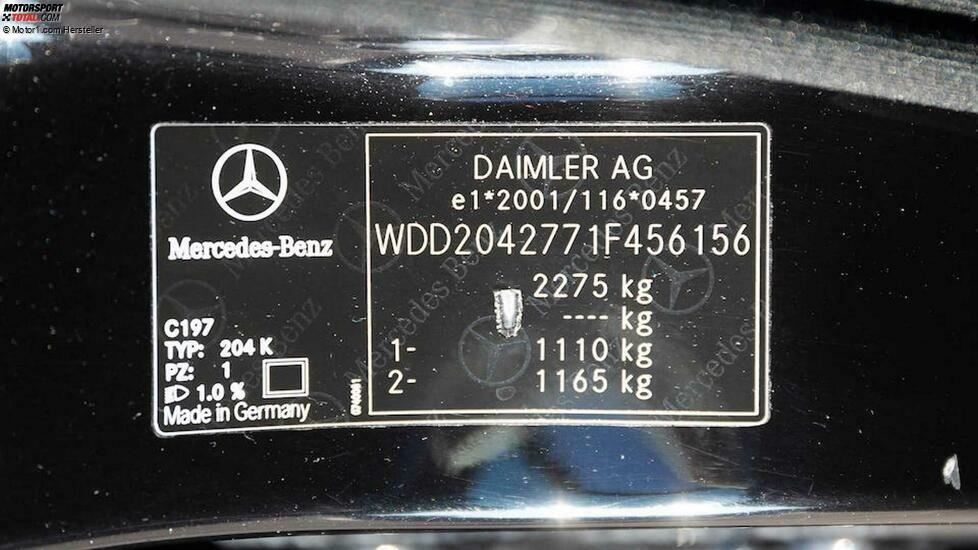 MOTORSPORT
TOTAL.COM
© Motor1.com Hersteller
Mercedes-Benz
C197
TYP: 204 K
PZ: 1
1.0 %
Made in Germany
DAIMLER AG
e1*2001/116*0457
WDD2042771F456156
2275 kg
---- kg
1- 1110 kg
2- 1165 kg